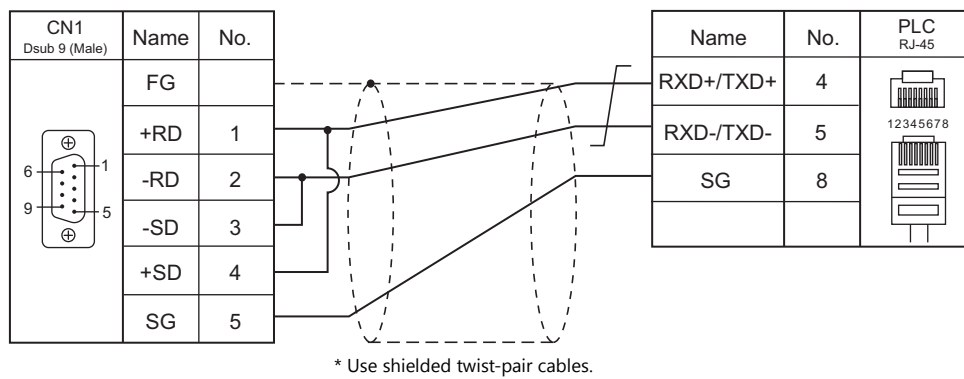 CN1
Dsub 9 (Male)
Name
No.
FG
+RD
1
-RD
2
-SD
3
+SD
4
SG
5
6
1
9
5
Name
No.
PLC
RJ-45
RXD+/TXD+
4
RXD-/TXD-
5
SG
8
12345678
* Use shielded twist-pair cables.